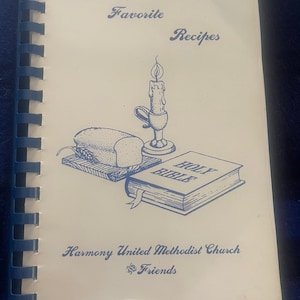 Favorite
Recipes
HOLY
BIBLE
Harmony United Methodist Church
& Friends